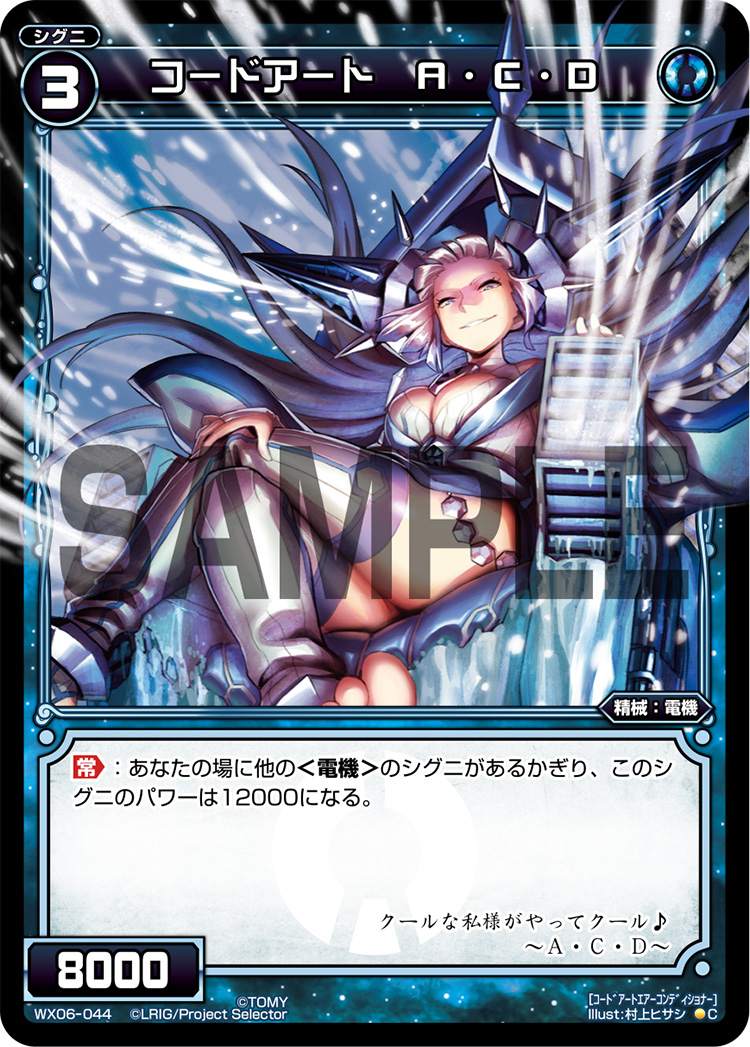 シグニ
3
コードアート A・C・D
SAMPLE
精械：電機
常：あなたの場に他の＜電機＞のシグニがあるかぎり、このシ
グニのパワーは12000になる。
クールな私様がやってクール♪
～A・C・D～
8000
©TOMY
[コードアートエアーコンディショナー]
WX06-044 ©LRIG/Project Selector
Illust:村上ヒサシ C